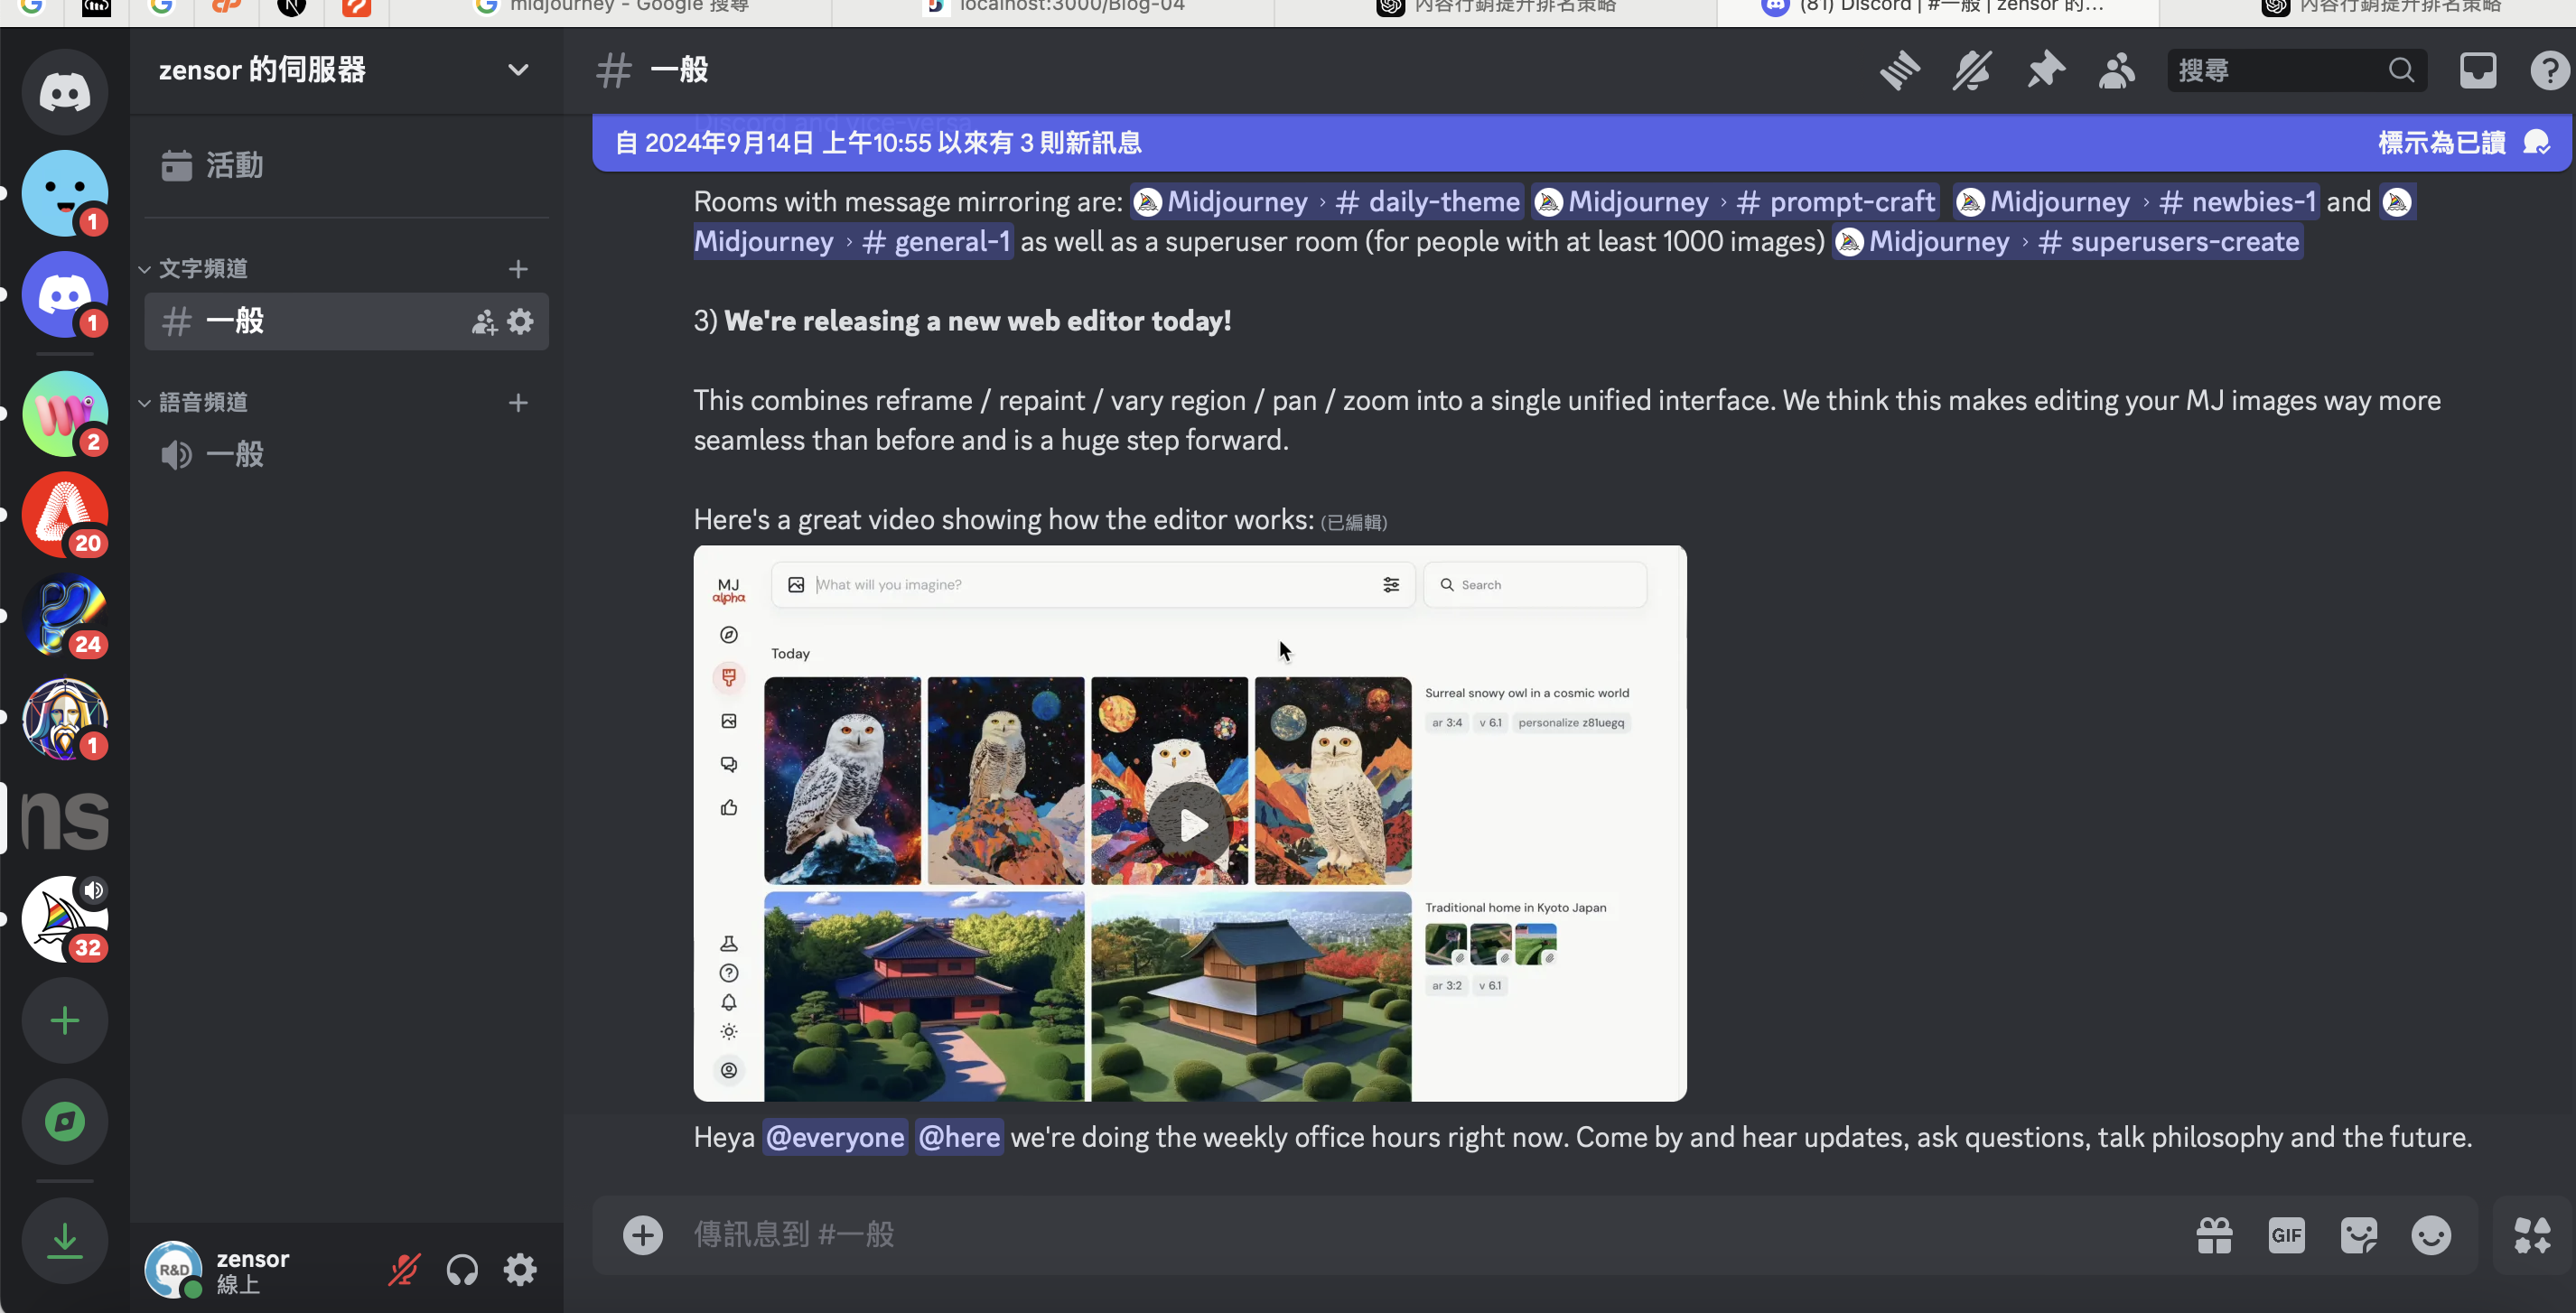 midjourney - Google 搜尋
localhost:3000/Blog-04
內容行銷提升排名策略
(81) Discord | #一般 | zensor 的...
內容行銷提升排名策略
zensor 的伺服器
# 一般
搜尋
Discord and vice-versa
自 2024年9月14日 上午10:55 以來有 3 則新訊息
標示為已讀
活動
文字頻道
# 一般
語音頻道
一般
1
1
2
20
24
1
ns
32
Rooms with message mirroring are: Midjourney › # daily-theme Midjourney › # prompt-craft Midjourney › # newbies-1 and
Midjourney › # general-1 as well as a superuser room (for people with at least 1000 images) Midjourney › # superusers-create
3) We're releasing a new web editor today!
This combines reframe / repaint / vary region / pan / zoom into a single unified interface. We think this makes editing your MJ images way more
seamless than before and is a huge step forward.
Here's a great video showing how the editor works: (已編輯)
MJ
alpha
What will you imagine?
Search
Today
Surreal snowy owl in a cosmic world
ar 3:4 v 6.1 personalize z81uegq
Traditional home in Kyoto Japan
ar 3:2 v 6.1
Heya @everyone @here we're doing the weekly office hours right now. Come by and hear updates, ask questions, talk philosophy and the future.
傳訊息到 #一般
GIF
R&D
zensor
線上